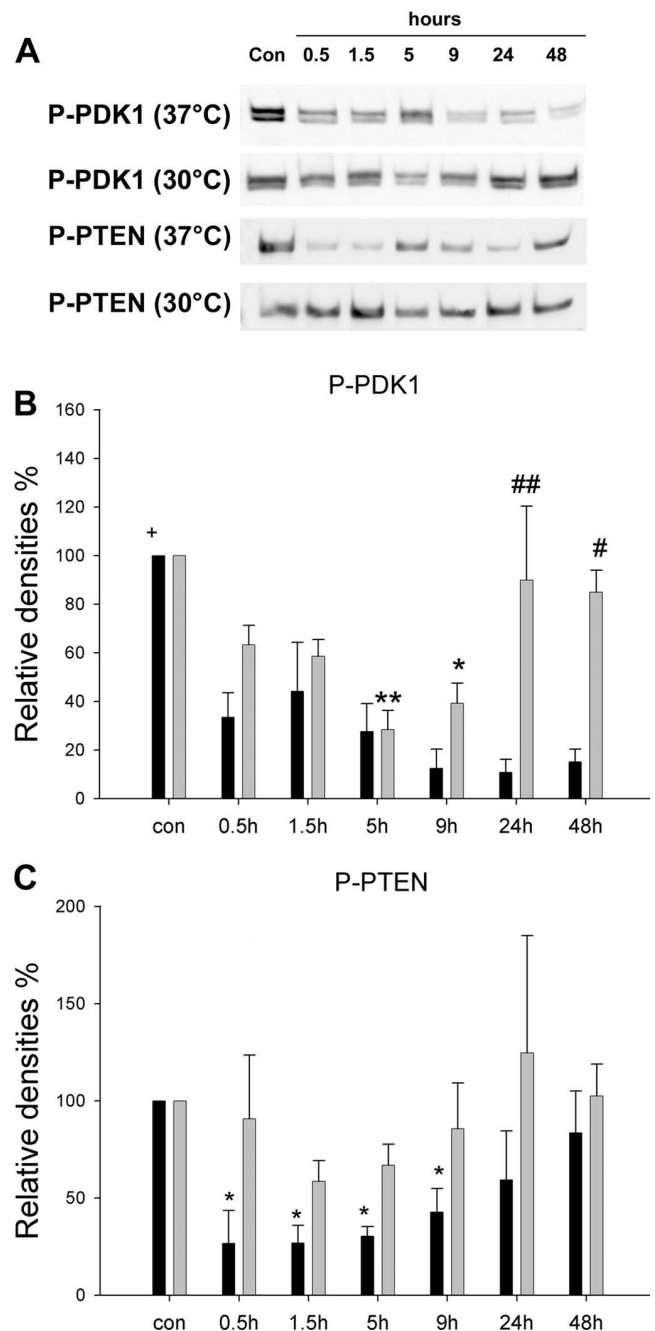 hours
A
Con 0.5 1.5 5 9 24 48
P-PDK1 (37°C)
P-PDK1 (30°C)
P-PTEN (37°C)
P-PTEN (30°C)
B
P-PDK1
Relative densities %
160
140
120
100
80
60
40
20
0
+
**
*
##
#
con 0.5h 1.5h 5h 9h 24h 48h
C
P-PTEN
Relative densities %
200
150
100
50
0
* * * *
con 0.5h 1.5h 5h 9h 24h 48h